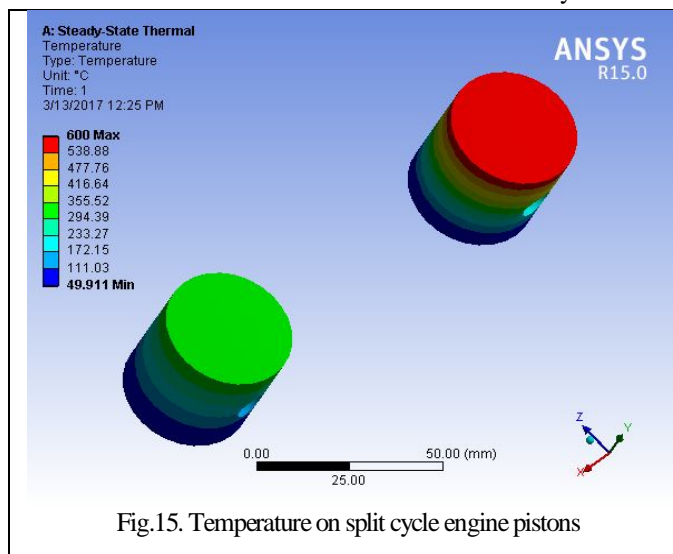 A: Steady-State Thermal
Temperature
Type: Temperature
Unit: °C
Time: 1
3/13/2017 12:25 PM
ANSYS
R15.0
600 Max
538.88
477.76
416.64
355.52
294.39
233.27
172.15
111.03
49.911 Min
0.00 50.00 (mm)
25.00
Z
Y
X
Fig.15. Temperature on split cycle engine pistons